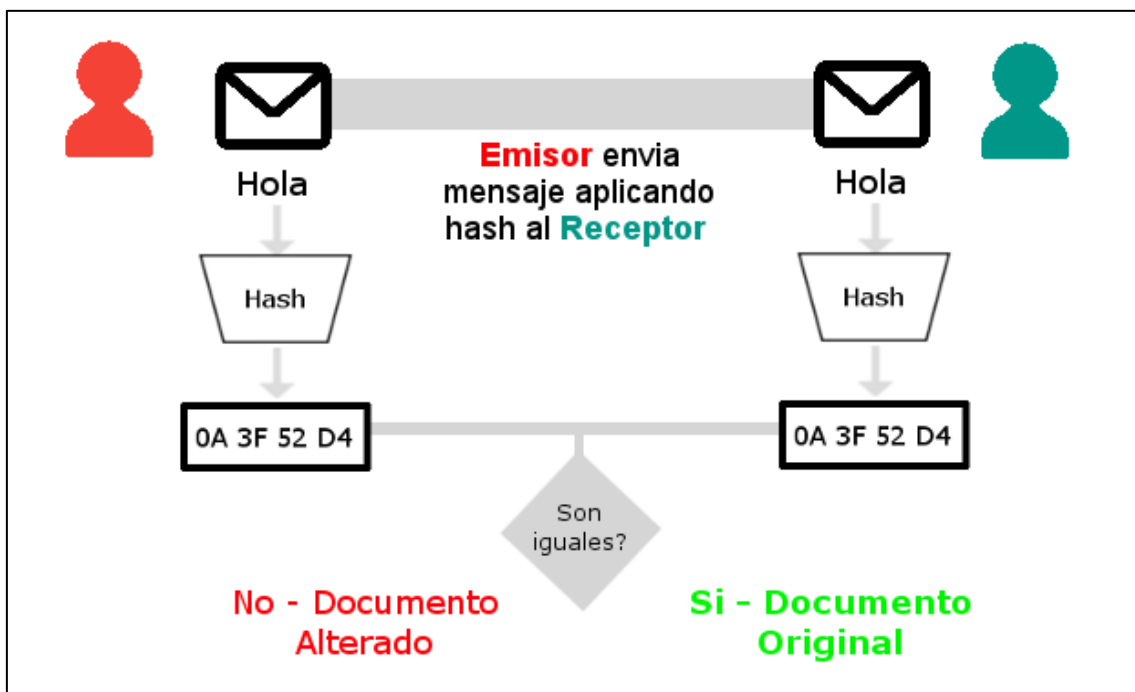 Hola
Emisor envia
mensaje aplicando
hash al Receptor
Hola
Hash
Hash
0A 3F 52 D4
0A 3F 52 D4
Son
iguales?
No - Documento
Alterado
Si - Documento
Original